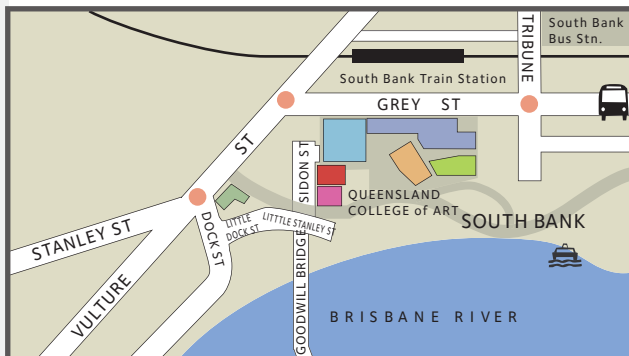 South Bank
Bus Stn.
TRIBUNE
South Bank Train Station
GREY ST
ST
SIDON ST
QUEENSLAND
COLLEGE of ART
SOUTH BANK
STANLEY ST
DOCK ST
LITTLE
DOCK ST
LITTTLE STANLEY ST
VULTURE
GOODWILL BRIDGE
BRISBANE RIVER